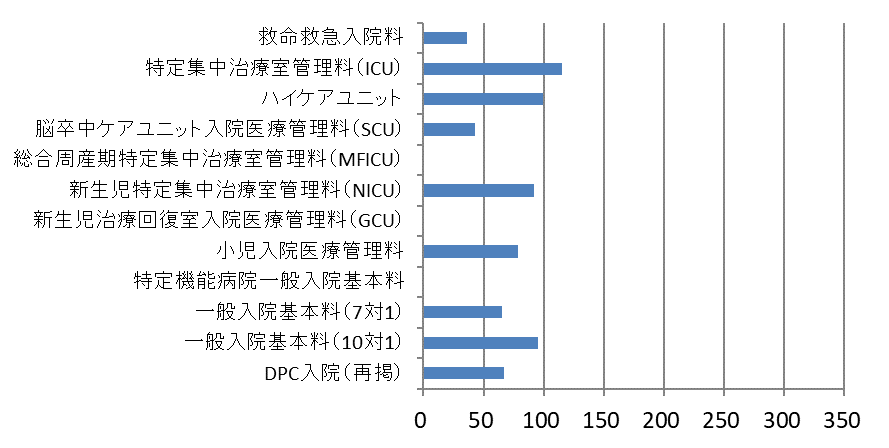 救命救急入院料
特定集中治療室管理料(ICU)
ハイケアユニット
脳卒中ケアユニット入院医療管理料(SCU)
総合周産期特定集中治療室管理料(MFICU)
新生児特定集中治療室管理料(NICU)
新生児治療回復室入院医療管理料(GCU)
小児入院医療管理料
特定機能病院一般入院基本料
一般入院基本料(7対1)
一般入院基本料(10対1)
DPC入院(再掲)
0 50 100 150 200 250 300 350